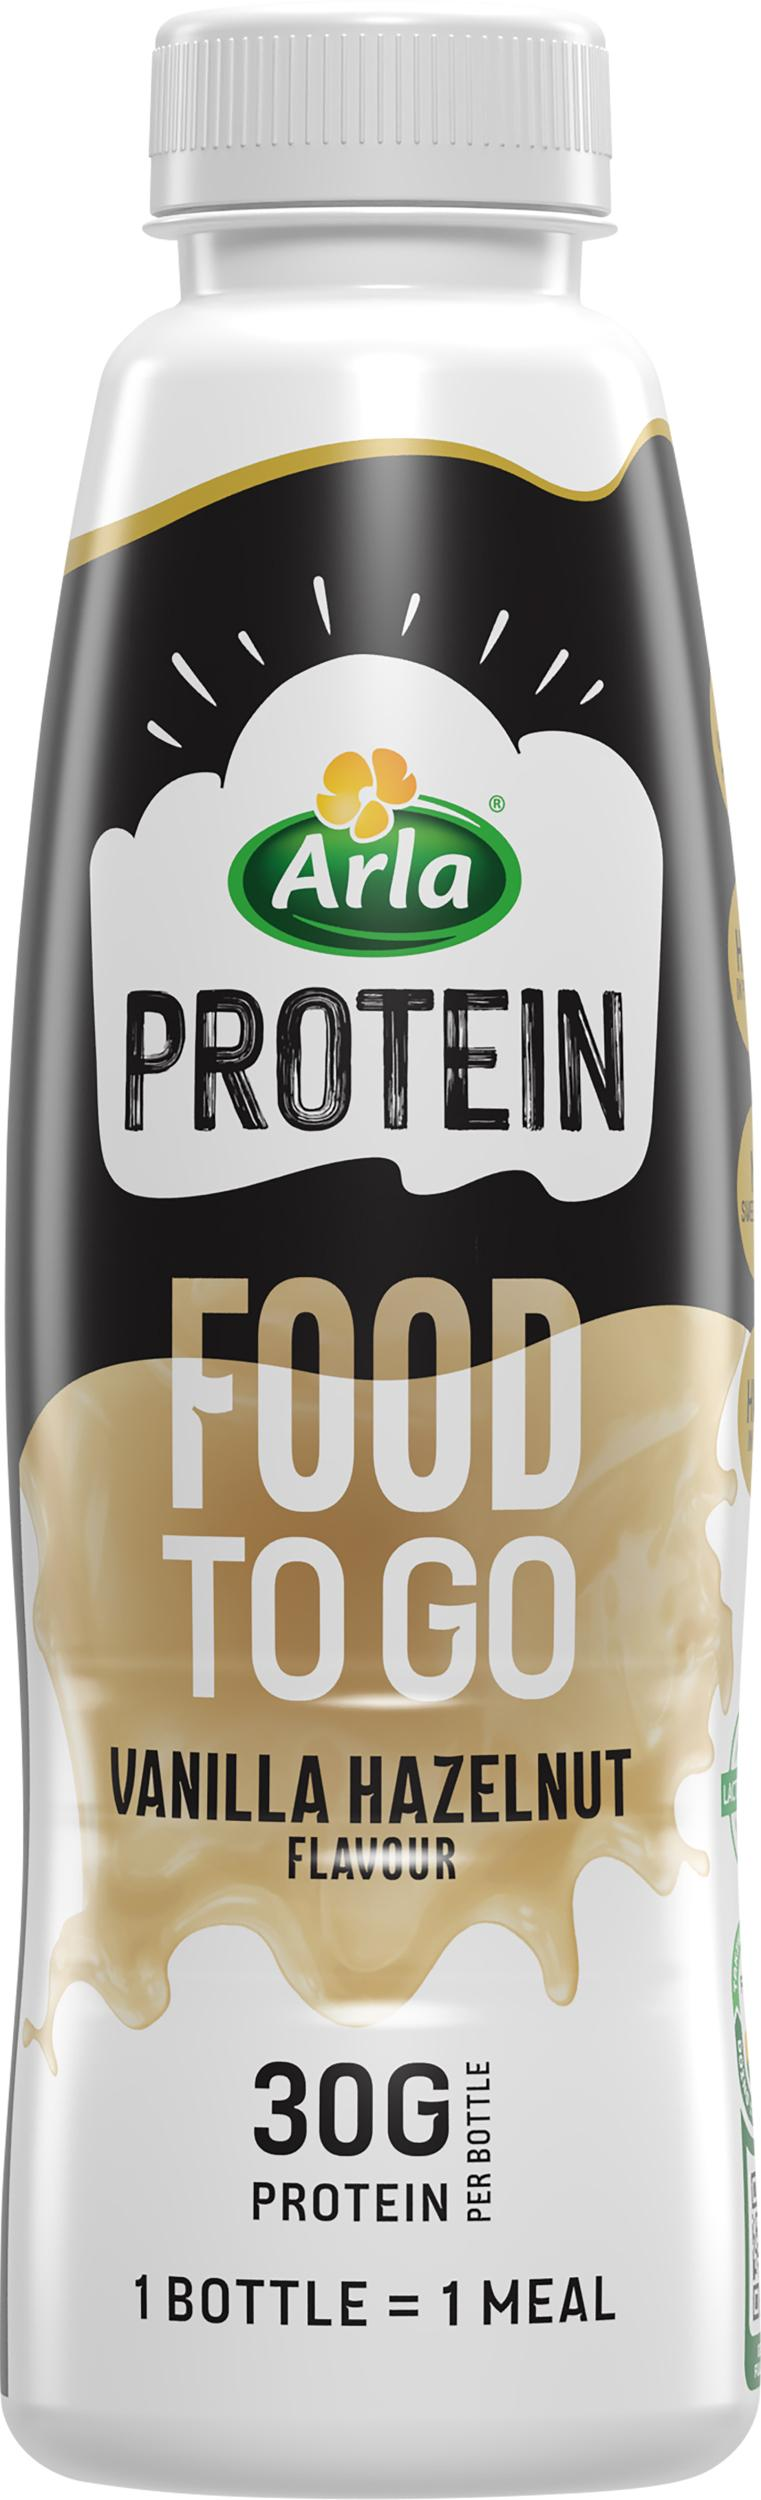 Arla®
PROTEIN
FOOD
TO GO
VANILLA HAZELNUT
FLAVOUR
30G
PROTEIN
PER BOTTLE
1 BOTTLE = 1 MEAL